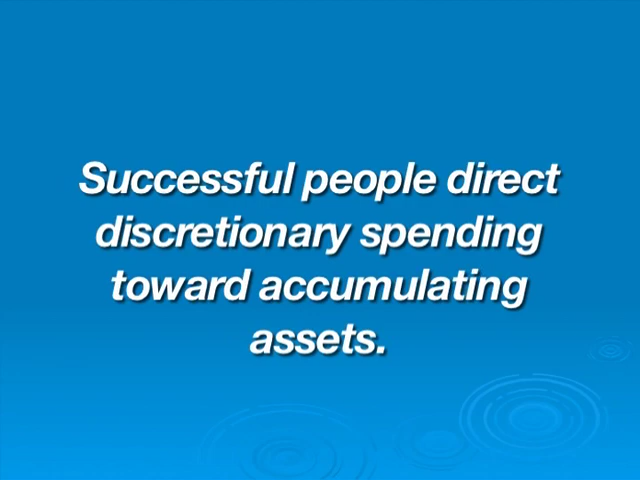 Successful people direct
discretionary spending
toward accumulating
assets.